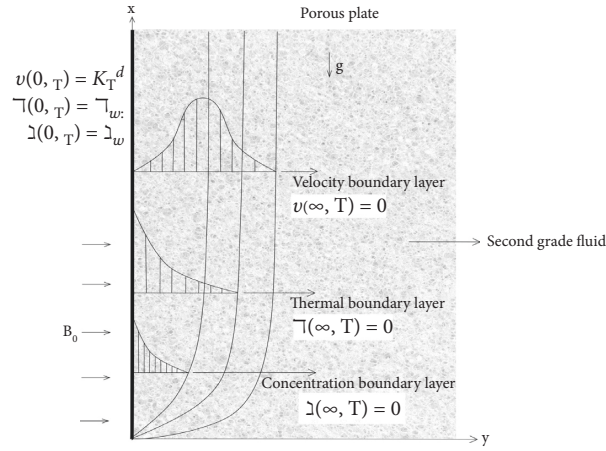 x
Porous plate
g
υ(0, T) = K_T^d
ℸ(0, T) = ℸ_w:
ℷ(0, T) = ℷ_w
Velocity boundary layer
υ(∞, T) = 0
Second grade fluid
Thermal boundary layer
ℸ(∞, T) = 0
B_0
Concentration boundary layer
ℷ(∞, T) = 0
y